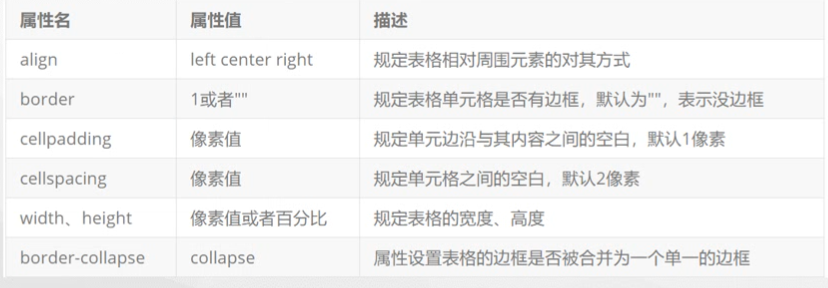 属性名 属性值 描述
align left center right 规定表格相对周围元素的对其方式
border 1或者"" 规定表格单元格是否有边框，默认为""，表示没边框
cellpadding 像素值 规定单元边沿与其内容之间的空白，默认1像素
cellspacing 像素值 规定单元格之间的空白，默认2像素
width、height 像素值或者百分比 规定表格的宽度、高度
border-collapse collapse 属性设置表格的边框是否被合并为一个单一的边框